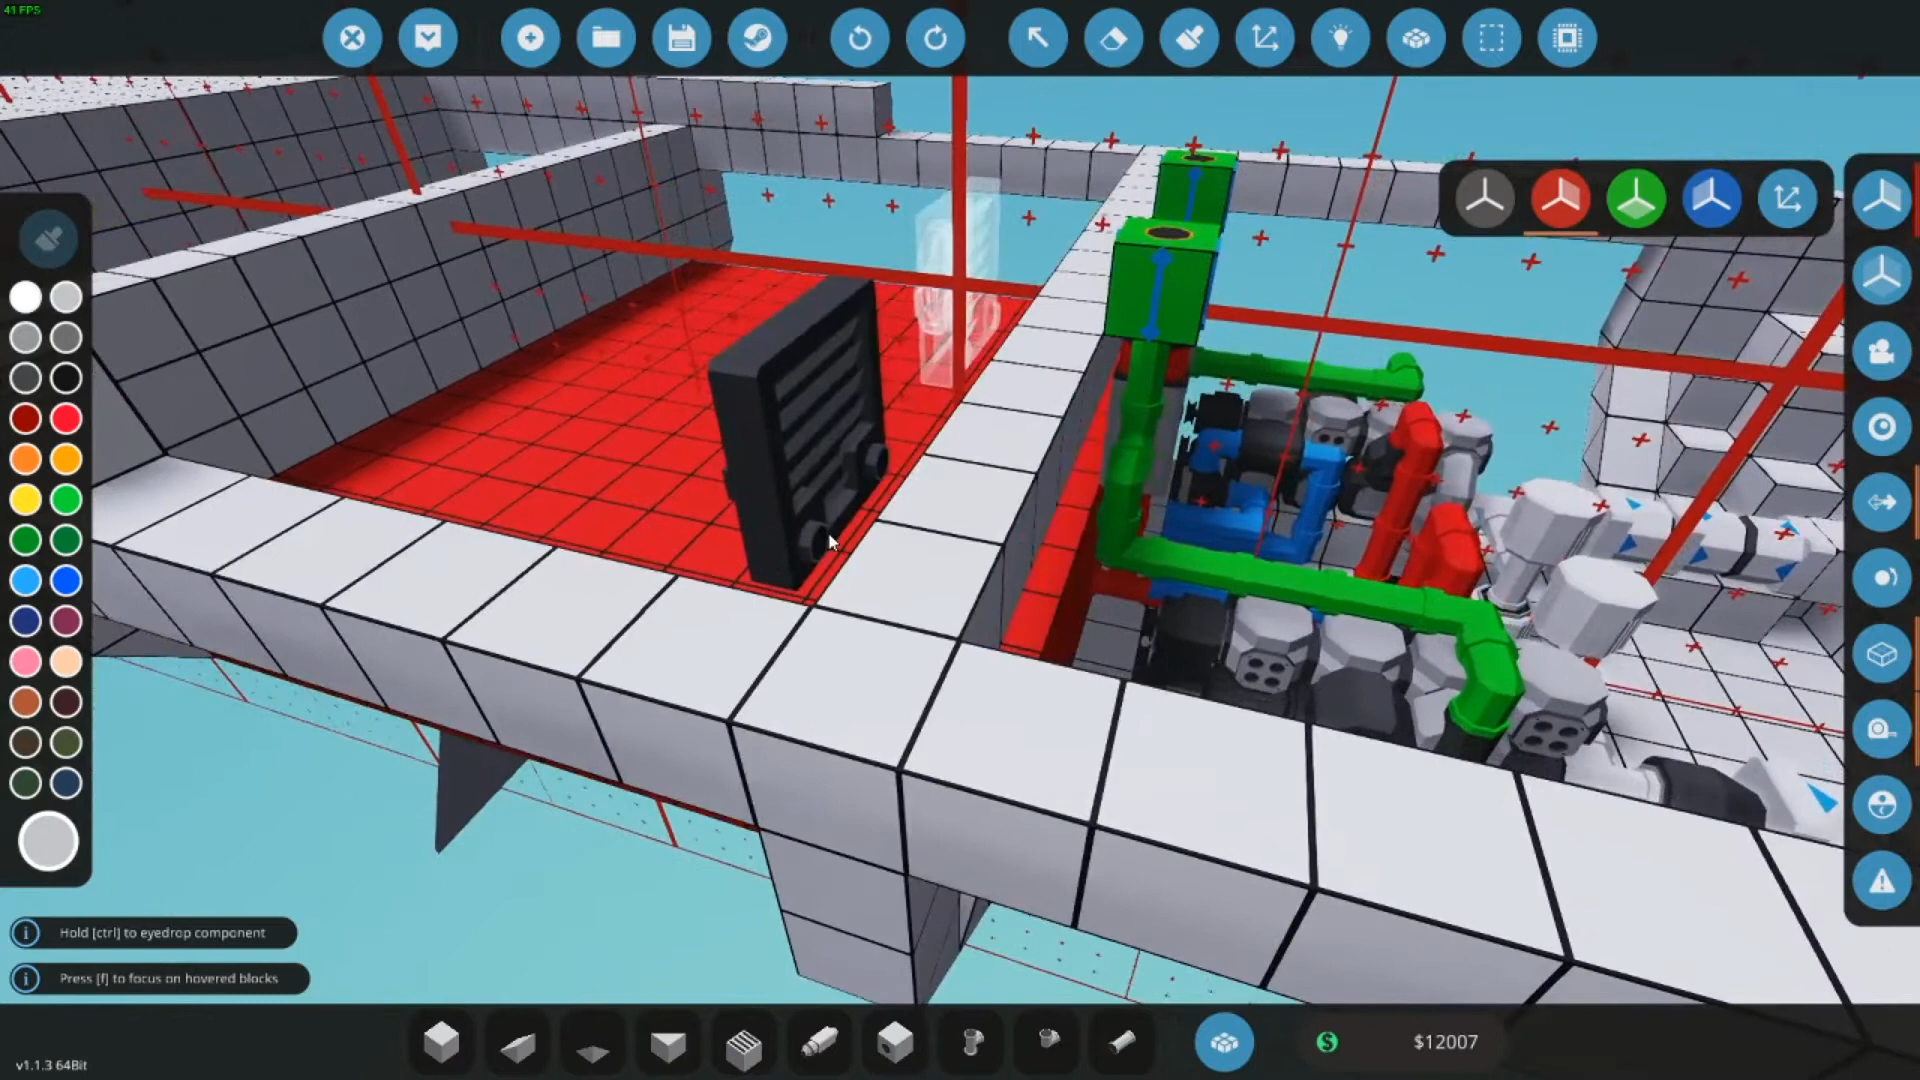 41 FPS
Hold [ctrl] to eyedrop component
Press [f] to focus on hovered blocks
$ $12007
v1.1.3 64Bit